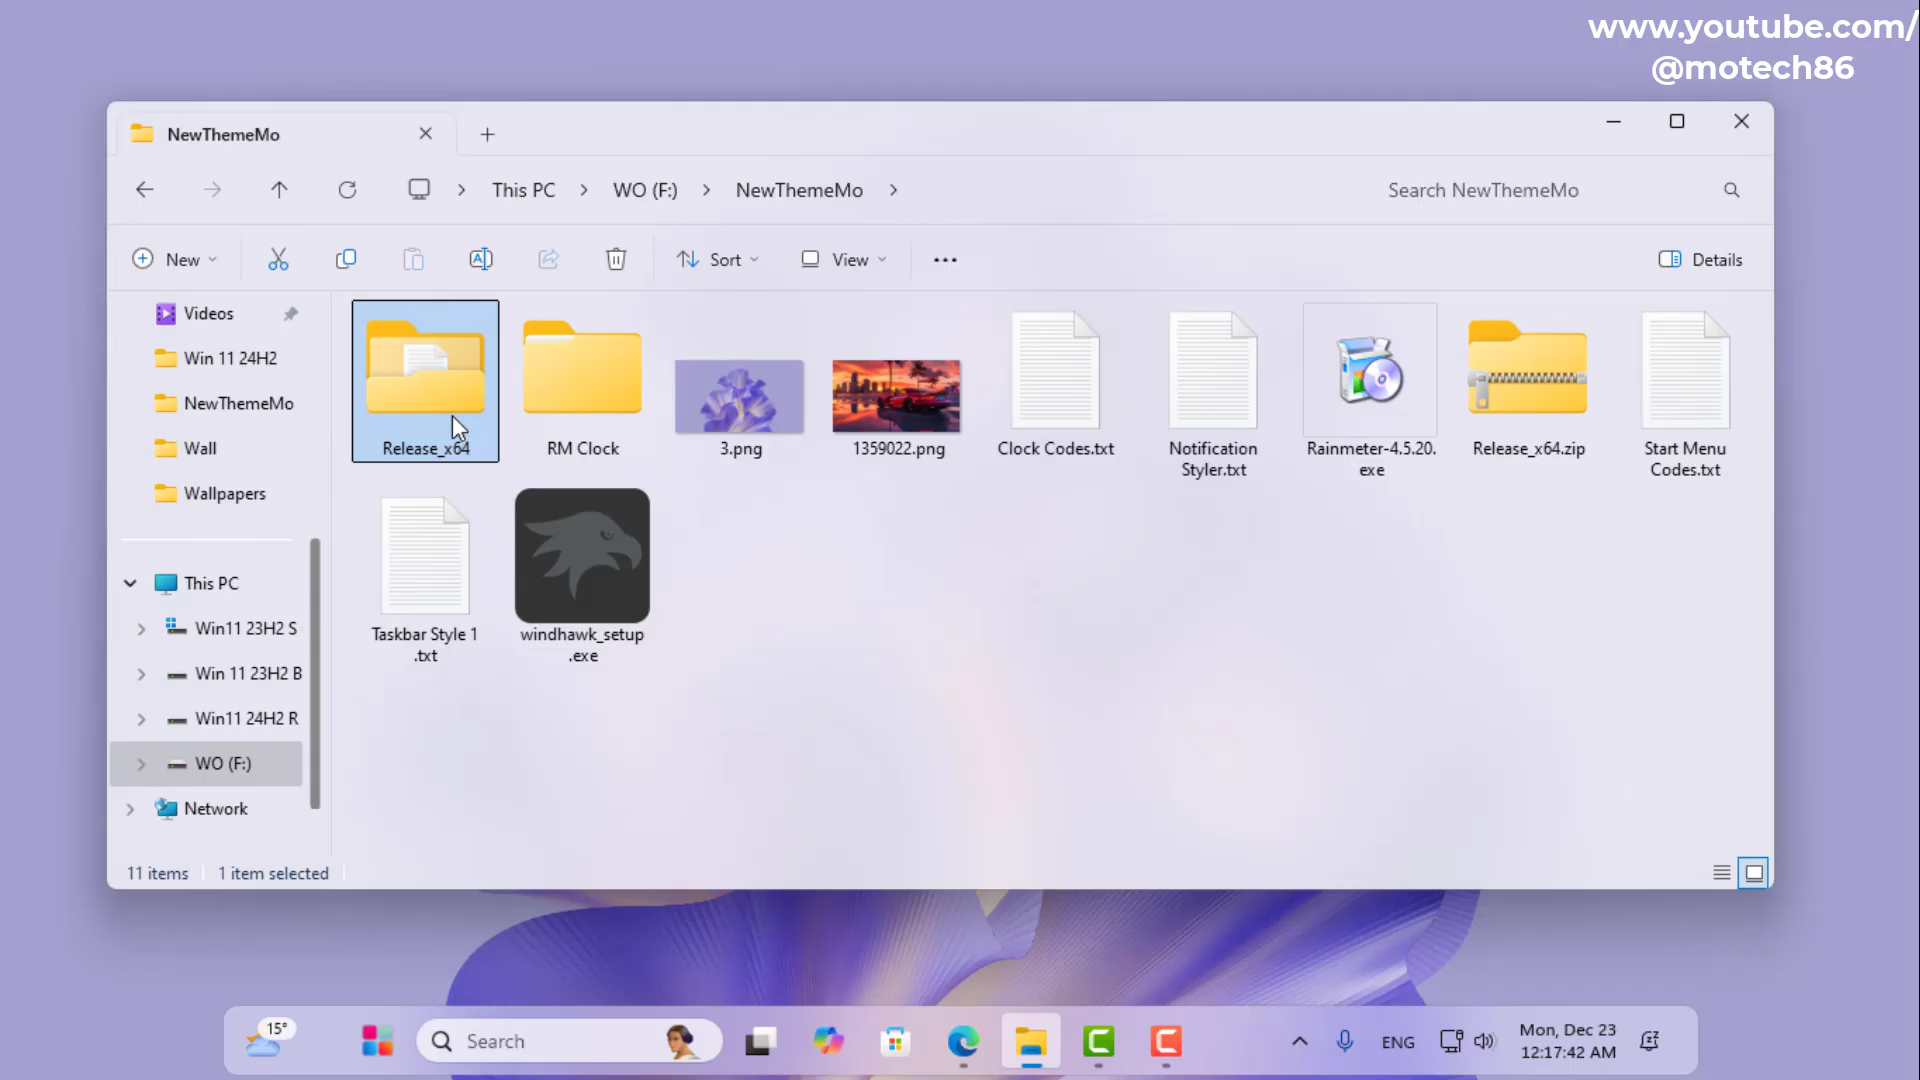 www.youtube.com/
@motech86
NewThemeMo
This PC
WO (F:)
NewThemeMo
Search NewThemeMo
New
Sort
View
Details
Videos
Win 11 24H2
NewThemeMo
Wall
Wallpapers
This PC
Win11 23H2 S
Win 11 23H2 B
Win11 24H2 R
WO (F:)
Network
Release_x64
RM Clock
3.png
1359022.png
Clock Codes.txt
Notification
Styler.txt
Rainmeter-4.5.20.
exe
Release_x64.zip
Start Menu
Codes.txt
Taskbar Style 1
.txt
windhawk_setup
.exe
11 items
1 item selected
15°
Search
ENG
Mon, Dec 23
12:17:42 AM